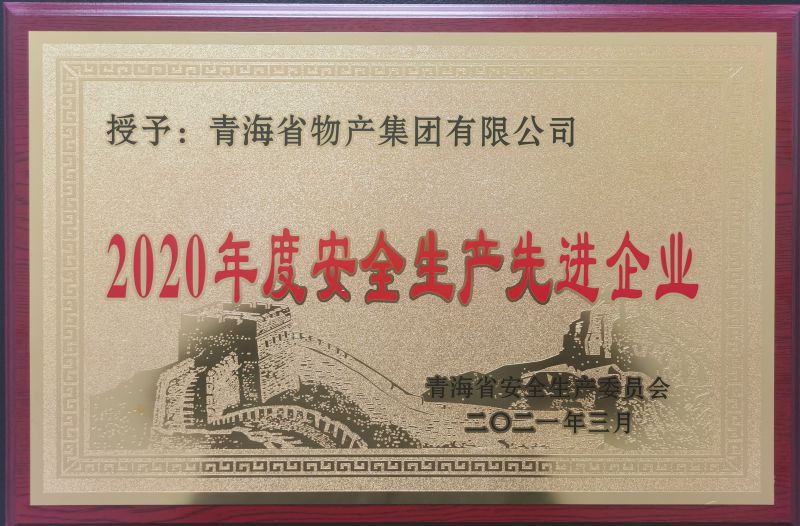 授予：青海省物产集团有限公司
2020年度安全生产先进企业
青海省安全生产委员会
二〇二一年三月